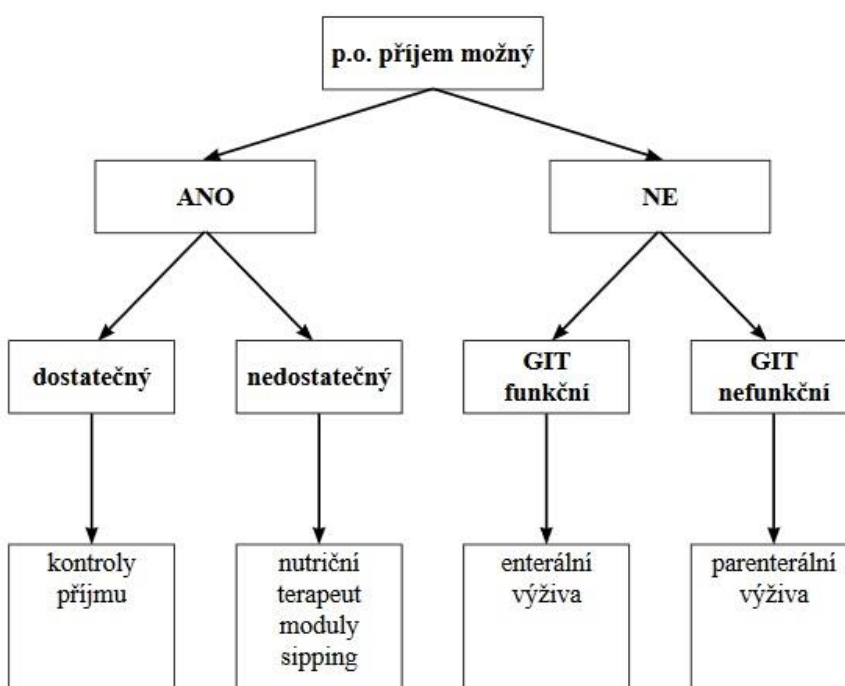 p.o. příjem možný
ANO
NE
dostatečný
nedostatečný
GIT
funkční
GIT
nefunkční
kontroly
příjmu
nutriční
terapeut
moduly
sipping
enterální
výživa
parenterální
výživa